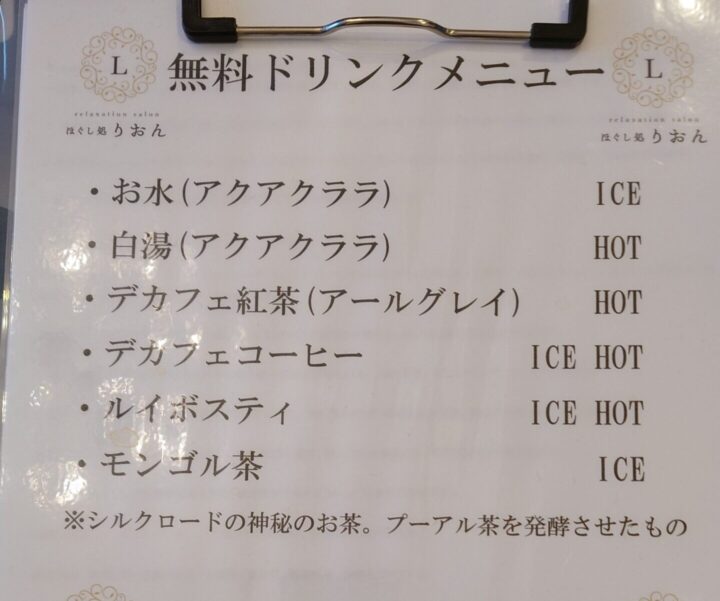 L
無料ドリンクメニュー
L
relaxation salon
ほぐし処 りおん
relaxation salon
ほぐし処 りおん
・お水(アクアクララ) ICE
・白湯(アクアクララ) HOT
・デカフェ紅茶(アールグレイ) HOT
・デカフェコーヒー ICE HOT
・ルイボスティ ICE HOT
・モンゴル茶 ICE
※シルクロードの神秘のお茶。プーアル茶を発酵させたもの